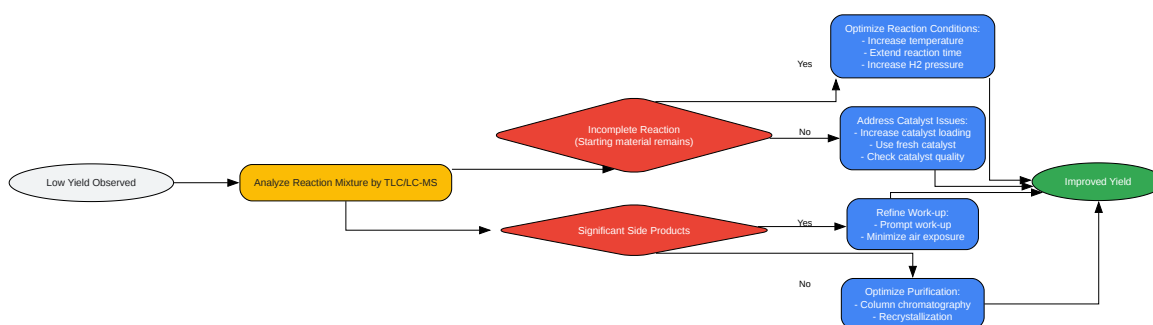 Low Yield Observed
Analyze Reaction Mixture by TLC/LC-MS
Incomplete Reaction
(Starting material remains)
Significant Side Products
Yes
Optimize Reaction Conditions:
- Increase temperature
- Extend reaction time
- Increase H2 pressure
No
Address Catalyst Issues:
- Increase catalyst loading
- Use fresh catalyst
- Check catalyst quality
Yes
Refine Work-up:
- Prompt work-up
- Minimize air exposure
No
Optimize Purification:
- Column chromatography
- Recrystallization
Improved Yield